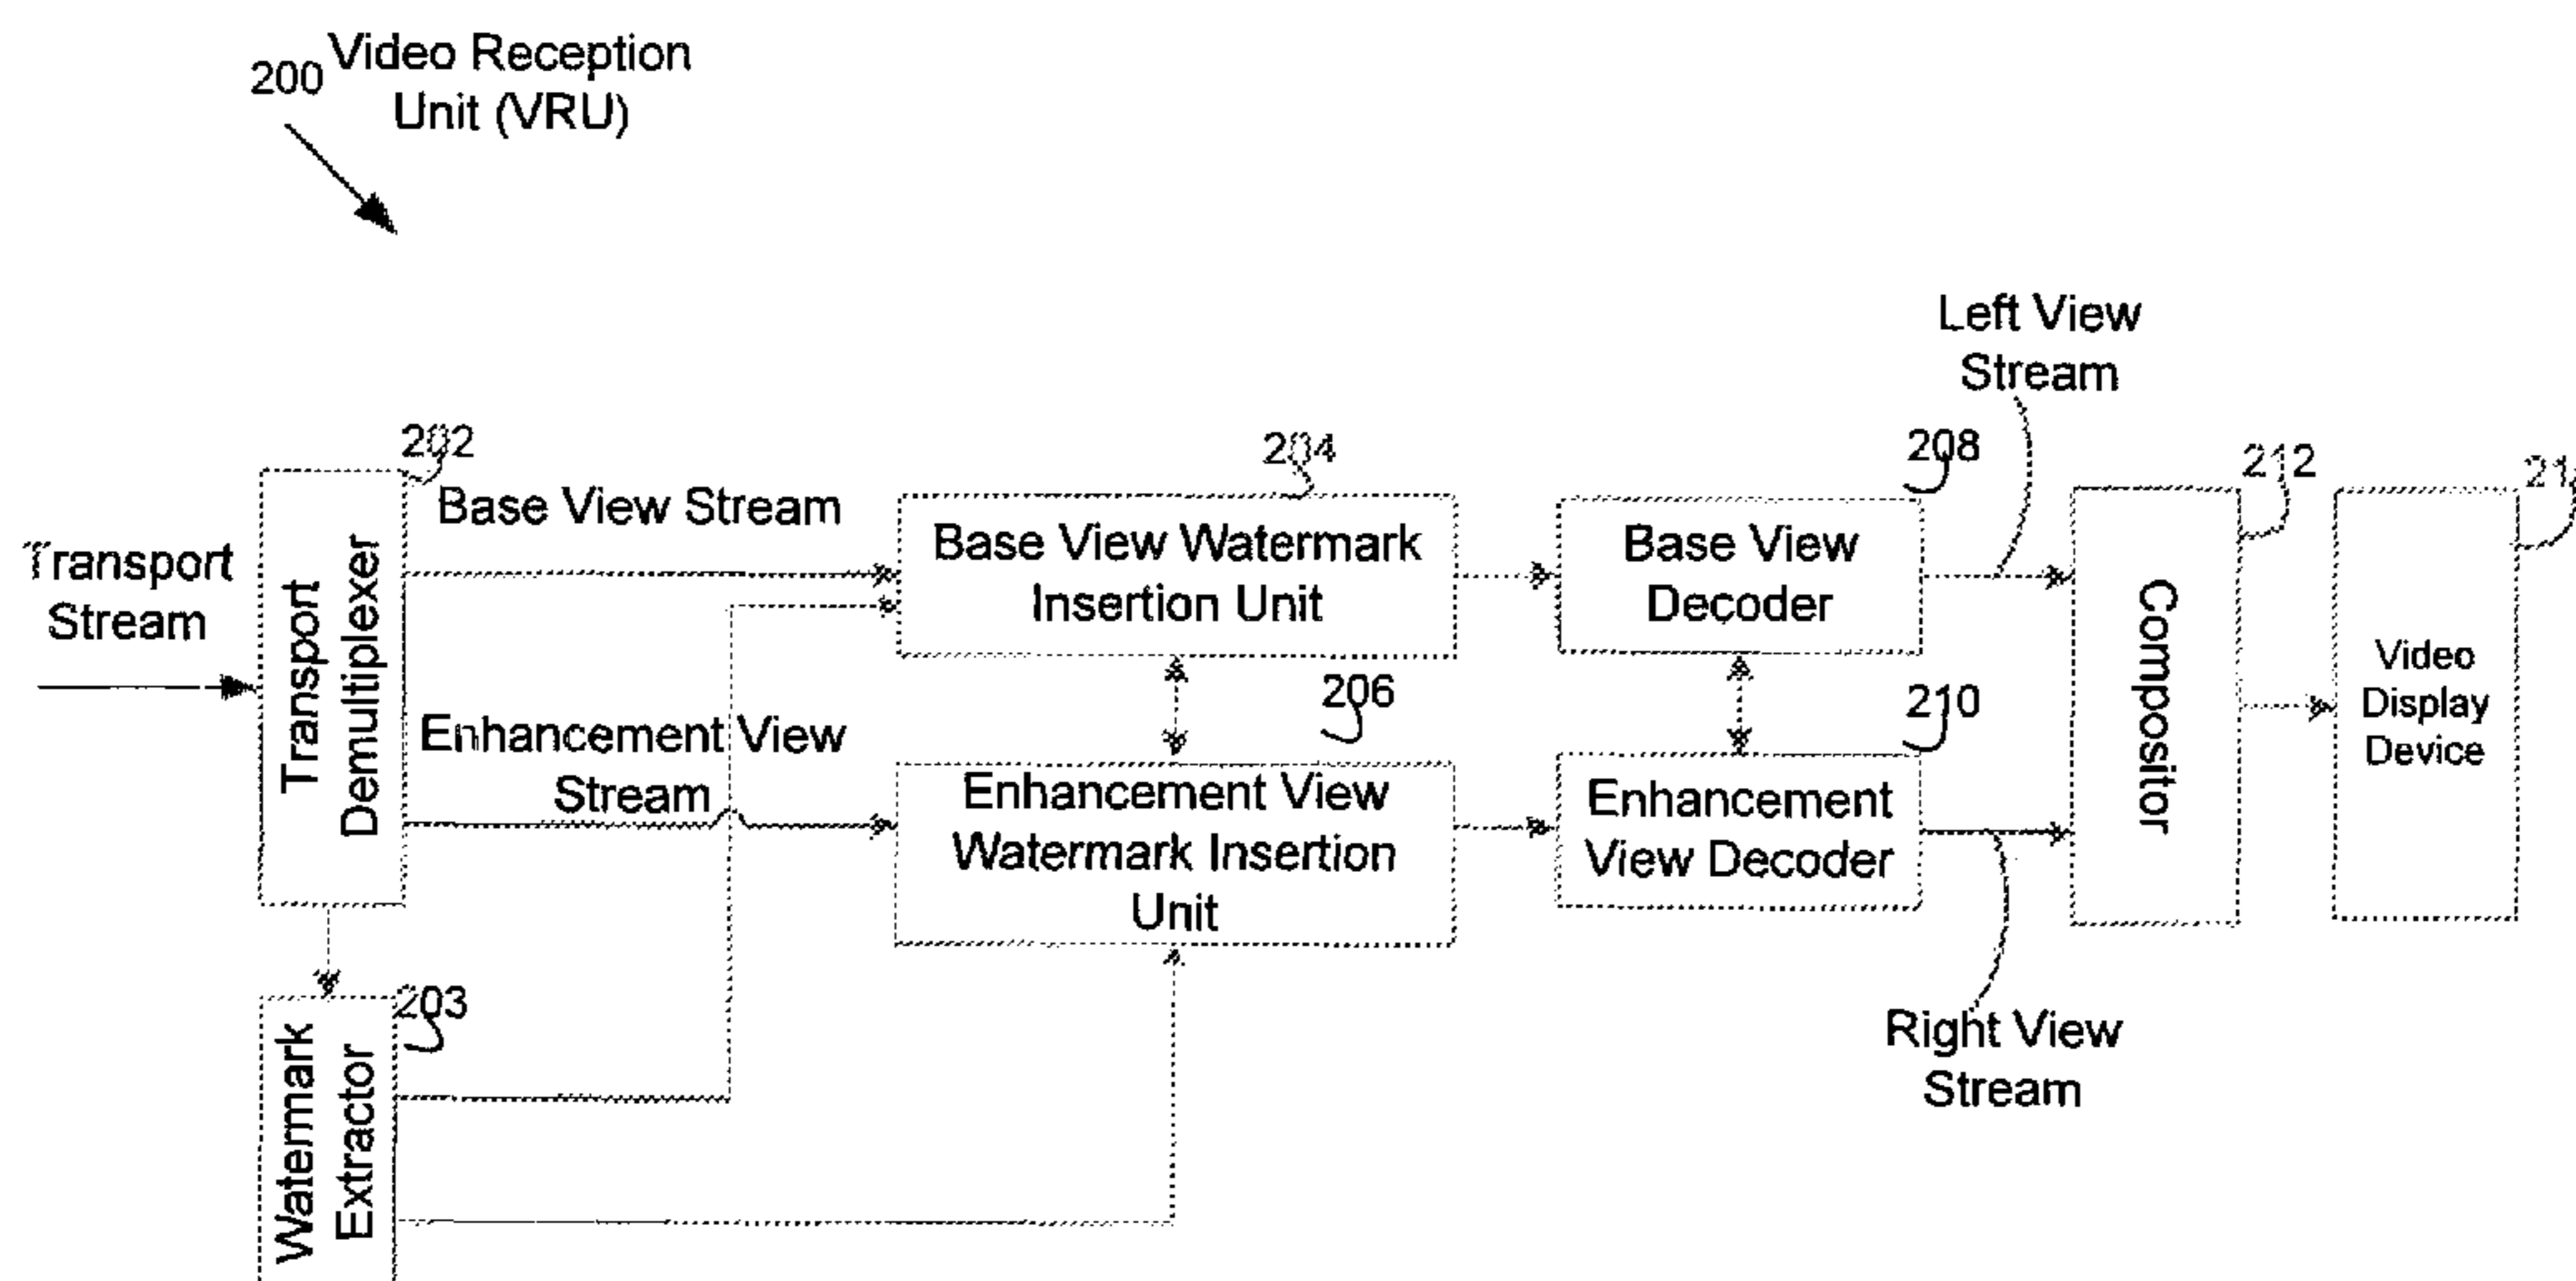 Video Reception
200
Unit (VRU)
Left View
Stream
202
204
208
212
Base View Stream
Transport
Stream
Transport
Demultiplexer
Base View Watermark
Insertion Unit
Base View
Decoder
Compositor
Video
Display
Device
206
210
Enhancement View
Stream
Enhancement View
Watermark Insertion
Unit
Enhancement
View Decoder
203
Watermark
Extractor
Right View
Stream